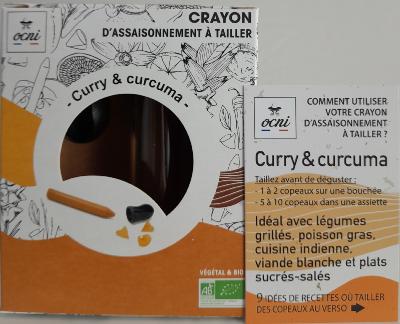 ocni
CRAYON
D'ASSAISONNEMENT À TAILLER
- Curry & curcuma -
VÉGÉTAL & BIO
AB
ocni
COMMENT UTILISER
VOTRE CRAYON
D'ASSAISONNEMENT
À TAILLER ?
Curry & curcuma
Taillez avant de déguster :
- 1 à 2 copeaux sur une bouchée
- 5 à 10 copeaux dans une assiette
Idéal avec légumes
grillés, poisson gras,
cuisine indienne,
viande blanche et plats
sucrés-salés
9 IDÉES DE RECETTES OÙ TAILLER
DES COPEAUX AU VERSO